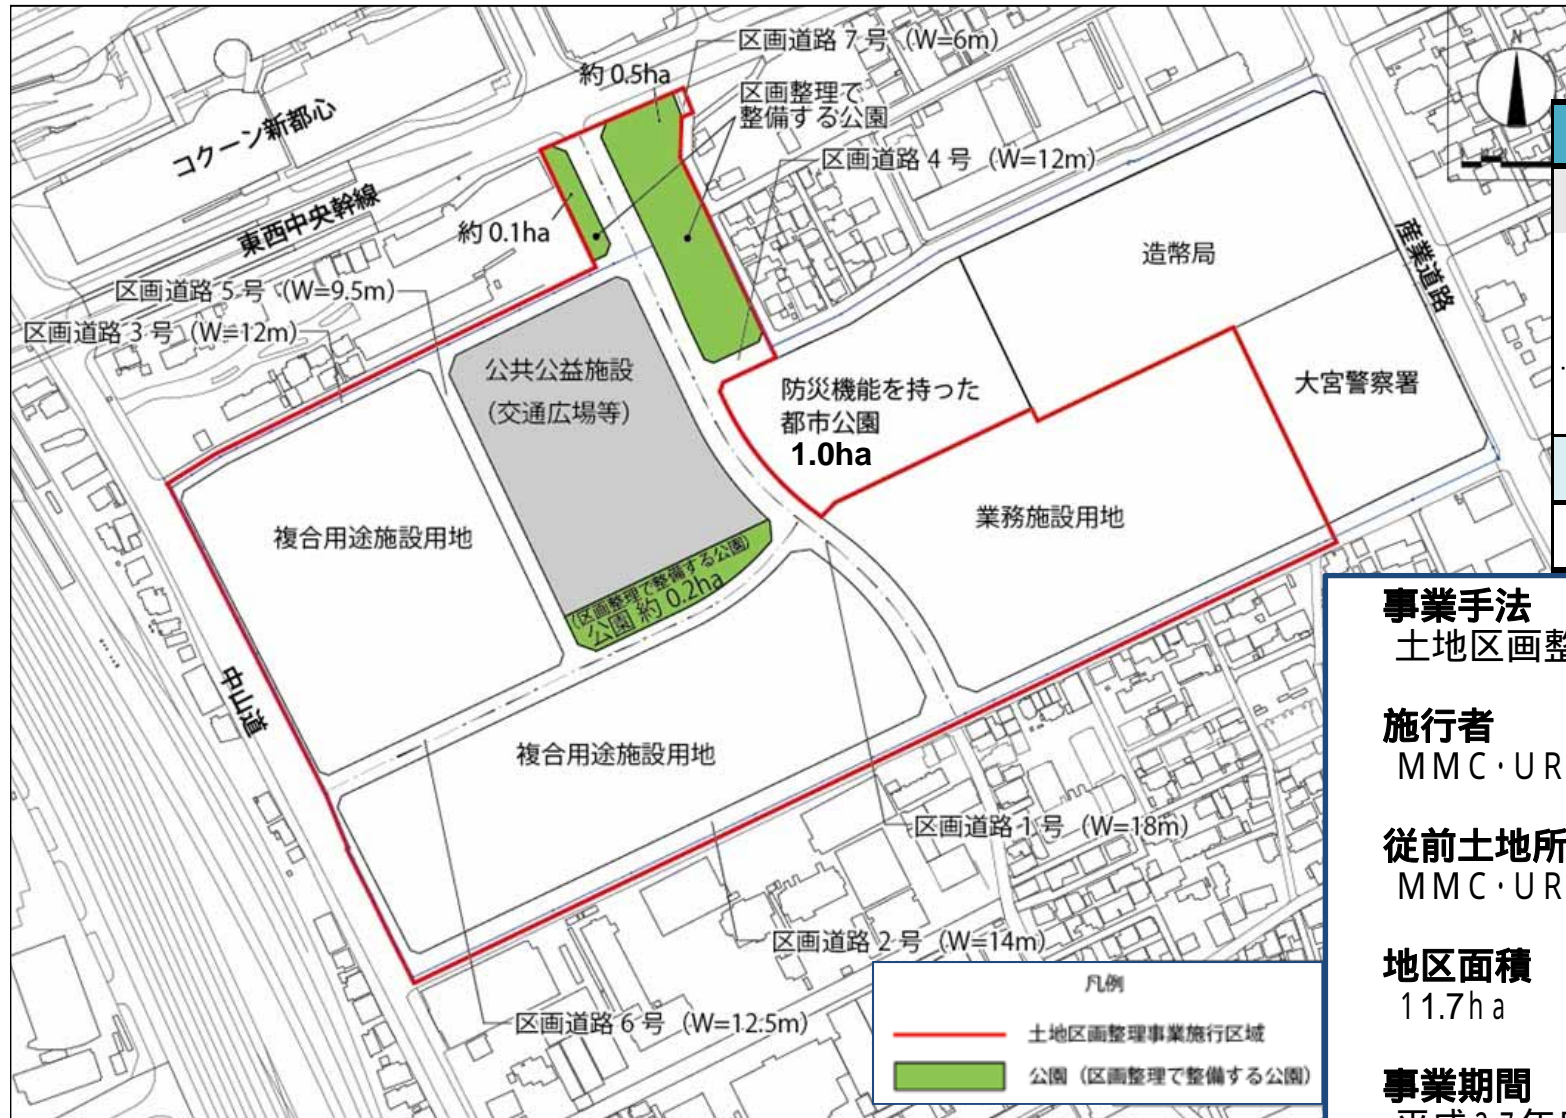 区画道路 7 号 (W=6m)
約 0.5ha
区画整理で
整備する公園
区画道路 4 号 (W=12m)
N
コクーン新都心
東西中央幹線
約 0.1ha
造幣局
産業道路
区画道路 5 号 (W=9.5m)
区画道路 3 号 (W=12m)
公共公益施設
(交通広場等)
防災機能を持った
都市公園
1.0ha
大宮警察署
複合用途施設用地
業務施設用地
(区画整理で整備する公園)
公園 約 0.2ha
中山道
複合用途施設用地
区画道路 1 号 (W=18m)
区画道路 2 号 (W=14m)
区画道路 6 号 (W=12.5m)
凡例
土地区画整理事業施行区域
公園 (区画整理で整備する公園)
事業手法
土地区画整
施行者
MMC・UR
従前土地所
MMC・UR
地区面積
11.7ha
事業期間